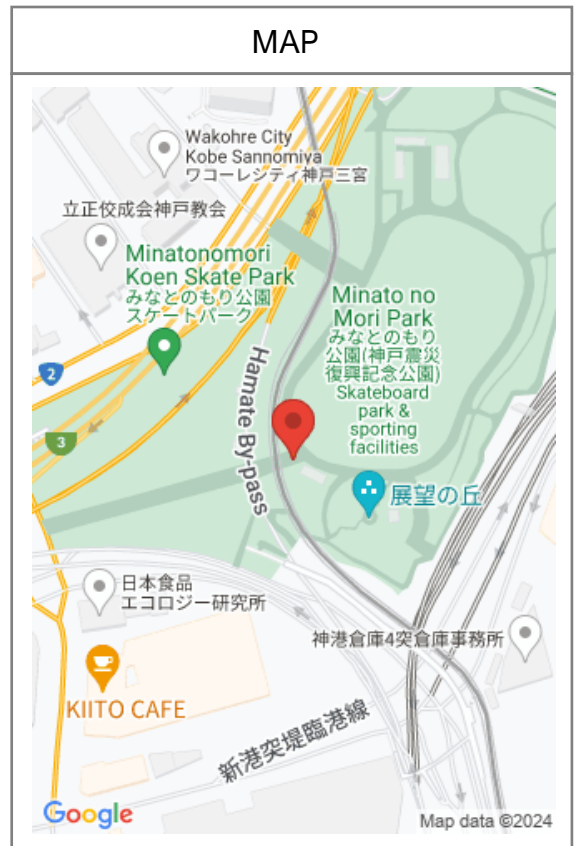 MAP
Wakohre City
Kobe Sannomiya
ワコーレシティ神戸三宮
立正佼成会神戸教会
Minatonomori
Koen Skate Park
みなとのもり公園
スケートパーク
Minato no
Mori Park
みなとのもり
公園(神戸震災
復興記念公園)
Skateboard
park &
sporting
facilities
2
Hamate By-pass
3
展望の丘
日本食品
エコロジー研究所
神港倉庫4突倉庫事務所
KIITO CAFE
新港突堤臨港線
Google
Map data ©2024